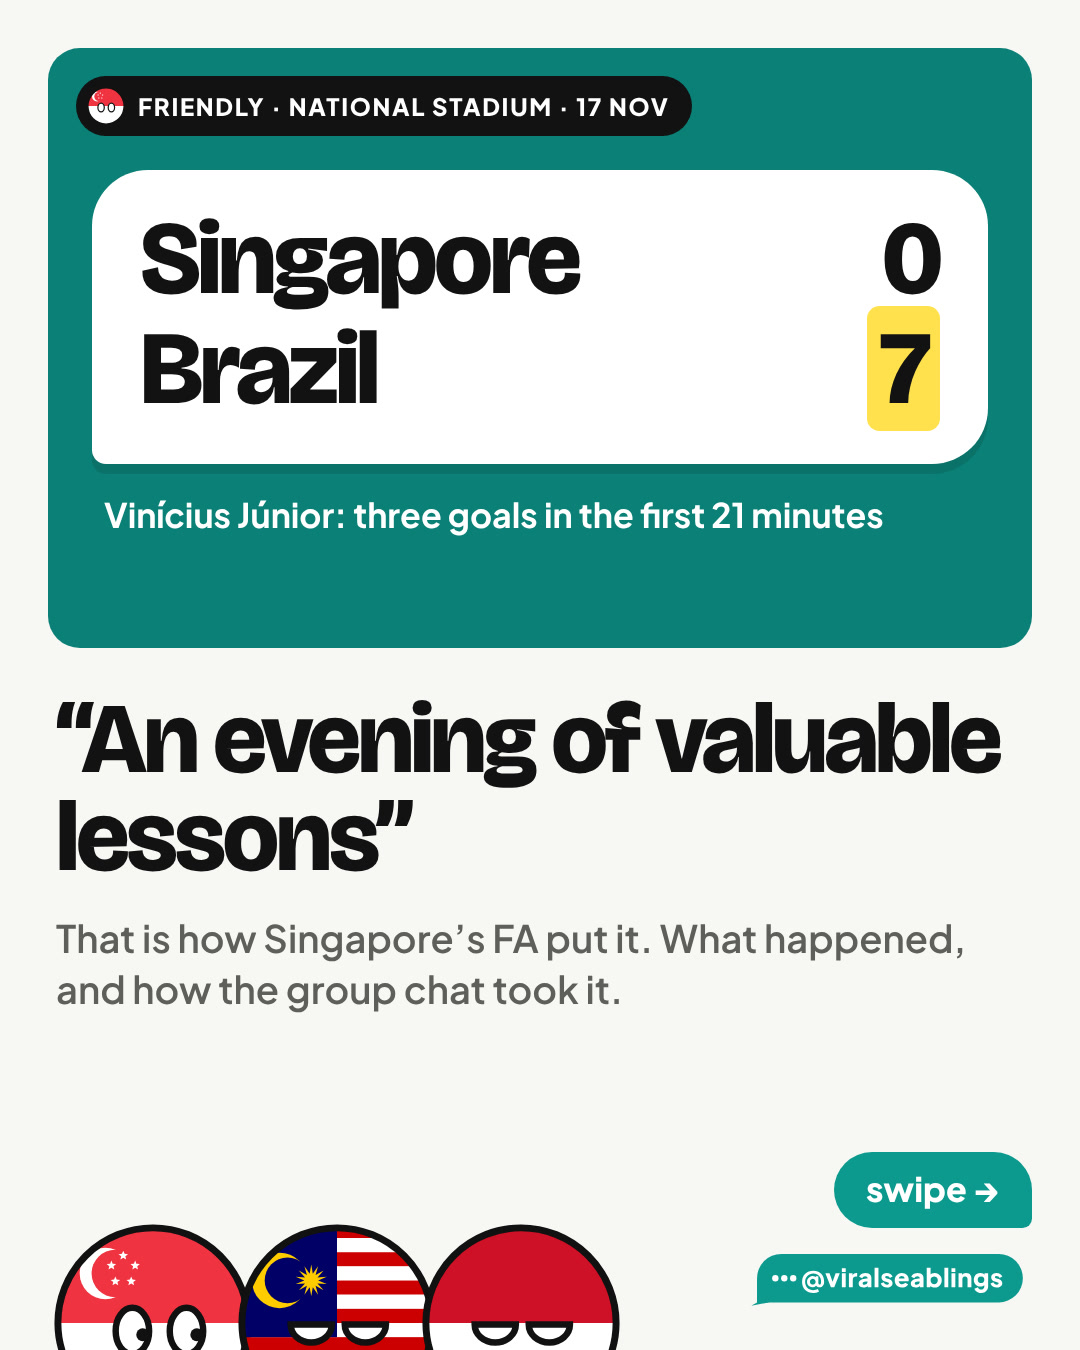 FRIENDLY · NATIONAL STADIUM · 17 NOV
Singapore 0
Brazil 7
Vinícius Júnior: three goals in the first 21 minutes
“An evening of valuable
lessons”
That is how Singapore’s FA put it. What happened,
and how the group chat took it.
swipe →
•••@viralseablings